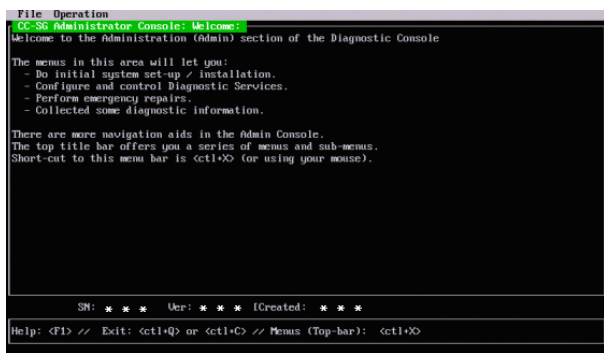 File Operation
CC-SG Administrator Console: Welcome:
Welcome to the Administration (Admin) section of the Diagnostic Console
The menus in this area will let you:
- Do initial system set-up / installation.
- Configure and control Diagnostic Services.
- Perform emergency repairs.
- Collected some diagnostic information.
There are more navigation aids in the Admin Console.
The top title bar offers you a series of menus and sub-menus.
Short-cut to this menu bar is <ctl+X> (or using your mouse).
SN: * * * Ver: * * * [Created: * * *
Help: <F1> // Exit: <ctl+Q> or <ctl+C> // Menus (Top-bar): <ctl+X>